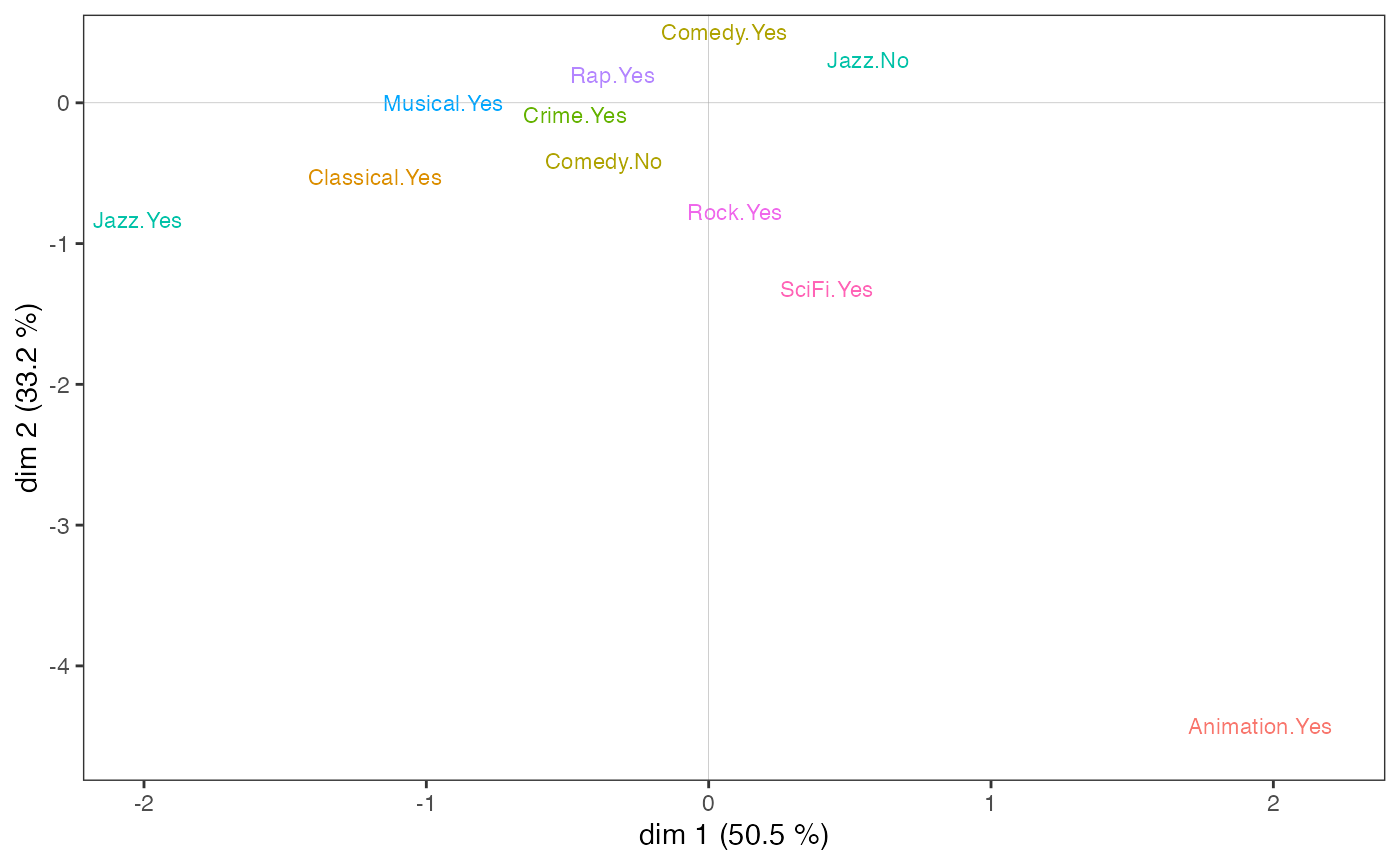 Comedy.Yes
Jazz.No
Rap.Yes
0
Musical.Yes
Crime.Yes
Comedy.No
Classical.Yes
Rock.Yes
Jazz.Yes
-1
SciFi.Yes
dim 2 (33.2 %)
-2
-3
-4
Animation.Yes
-2 -1 0 1 2
dim 1 (50.5 %)